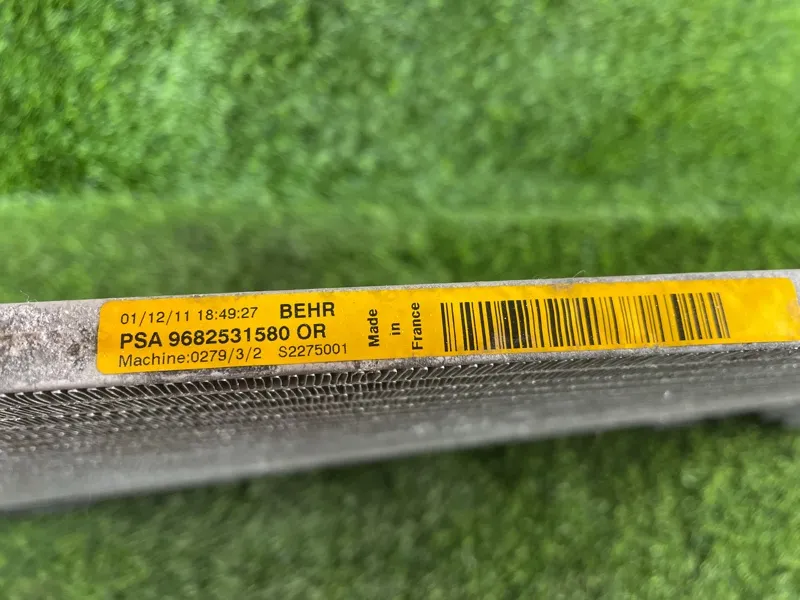 01/12/11 18:49:27 BEHR
PSA 9682531580 OR
Machine:0279/3/2 S2275001
Made
in
France